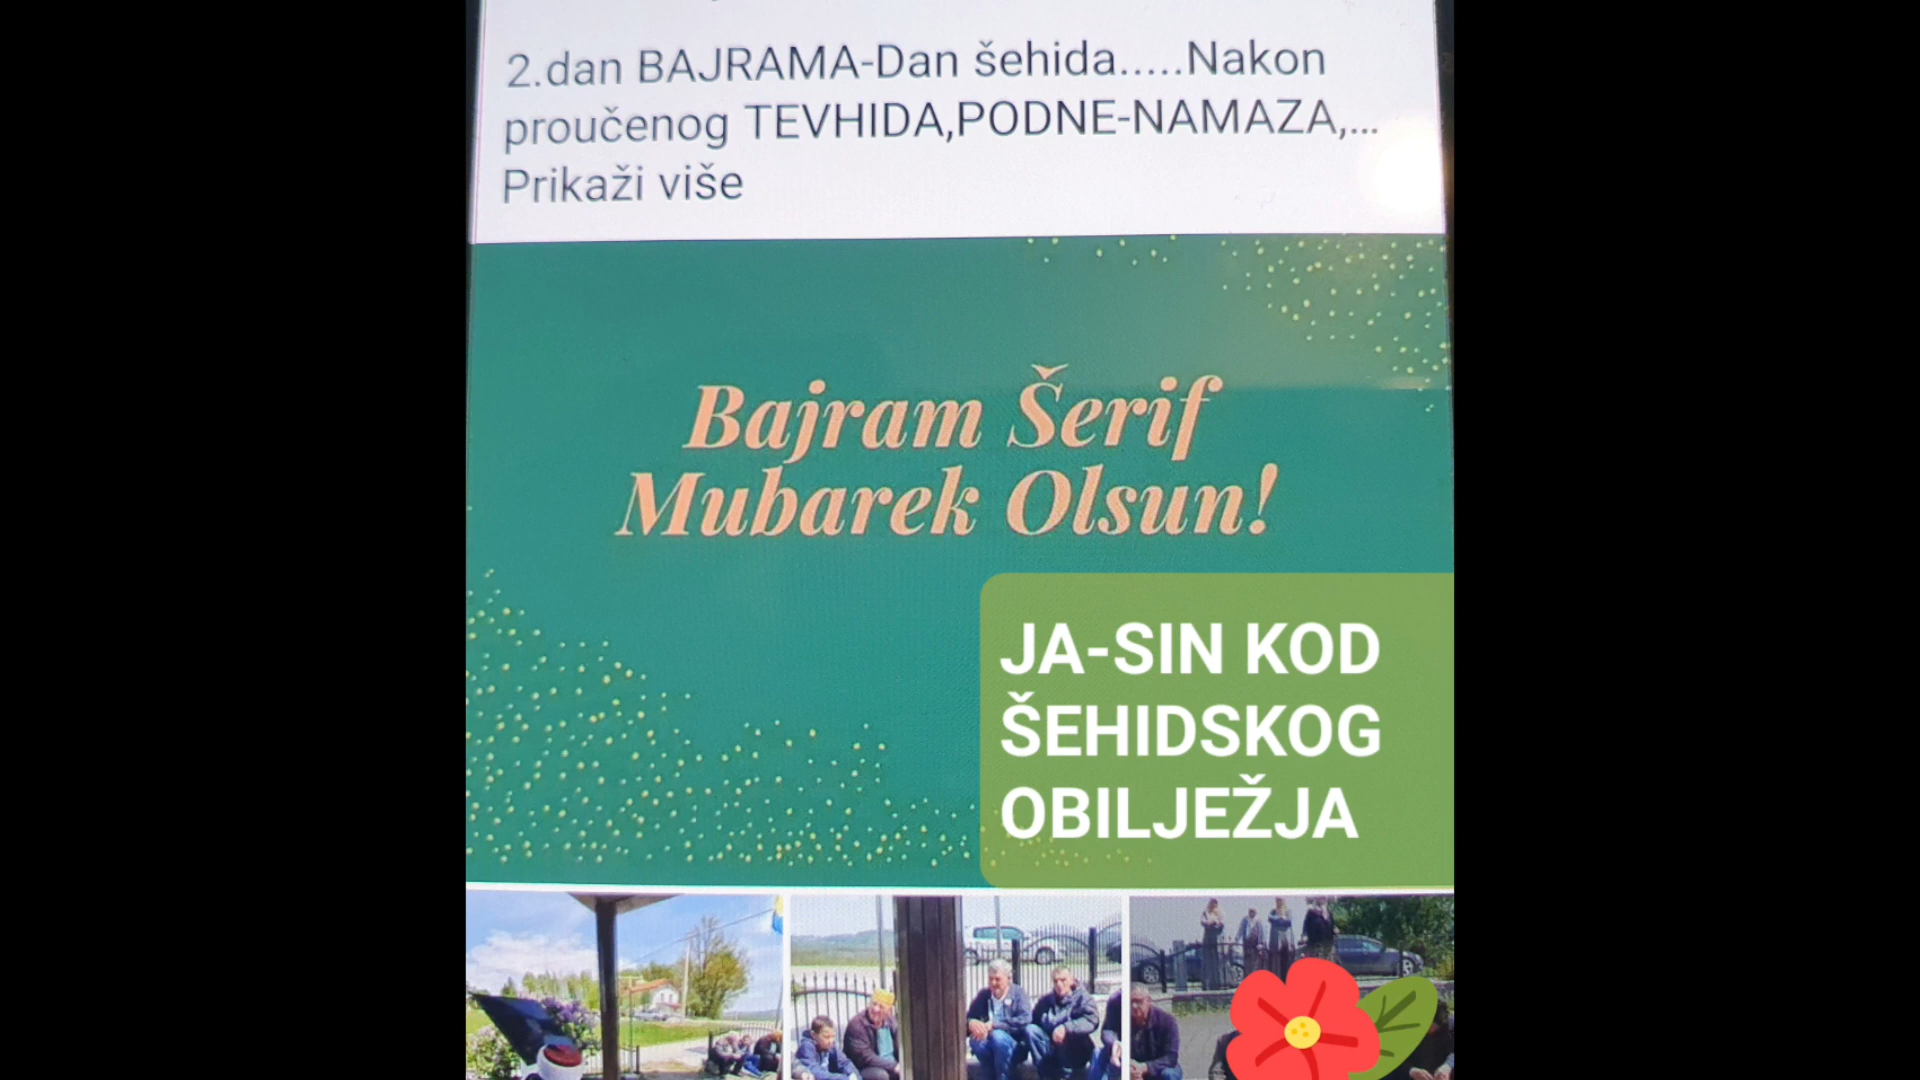 2.dan BAJRAMA-Dan šehida.....Nakon
proučenog TEVHIDA,PODNE-NAMAZA,...
Prikaži više
Bajram Šerif
Mubarek Olsun!
JA-SIN KOD
ŠEHIDSKOG
OBILJEŽJA